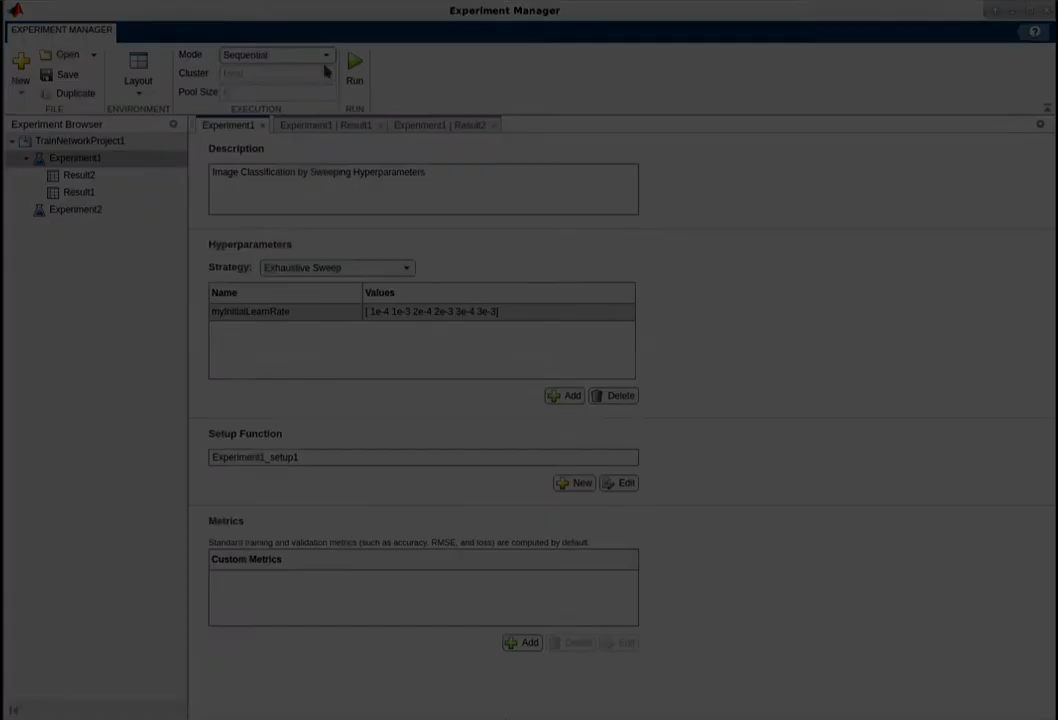 Experiment Manager
EXPERIMENT MANAGER
New
Open
Save
Duplicate
FILE
Layout
ENVIRONMENT
Mode Sequential
Cluster
Pool Size
EXECUTION
Run
RUN
Experiment Browser
TrainNetworkProject1
Experiment1
Result2
Result1
Experiment2
Experiment1 × Experiment1 | Result1 × Experiment1 | Result2 ×
Description
Image Classification by Sweeping Hyperparameters
Hyperparameters
Strategy: Exhaustive Sweep
Name Values
myInitialLearnRate [ 1e-4 1e-3 2e-4 2e-3 3e-4 3e-3]
Add Delete
Setup Function
Experiment1_setup1
New Edit
Metrics
Standard training and validation metrics (such as accuracy, RMSE, and loss) are computed by default.
Custom Metrics
Add Delete Edit